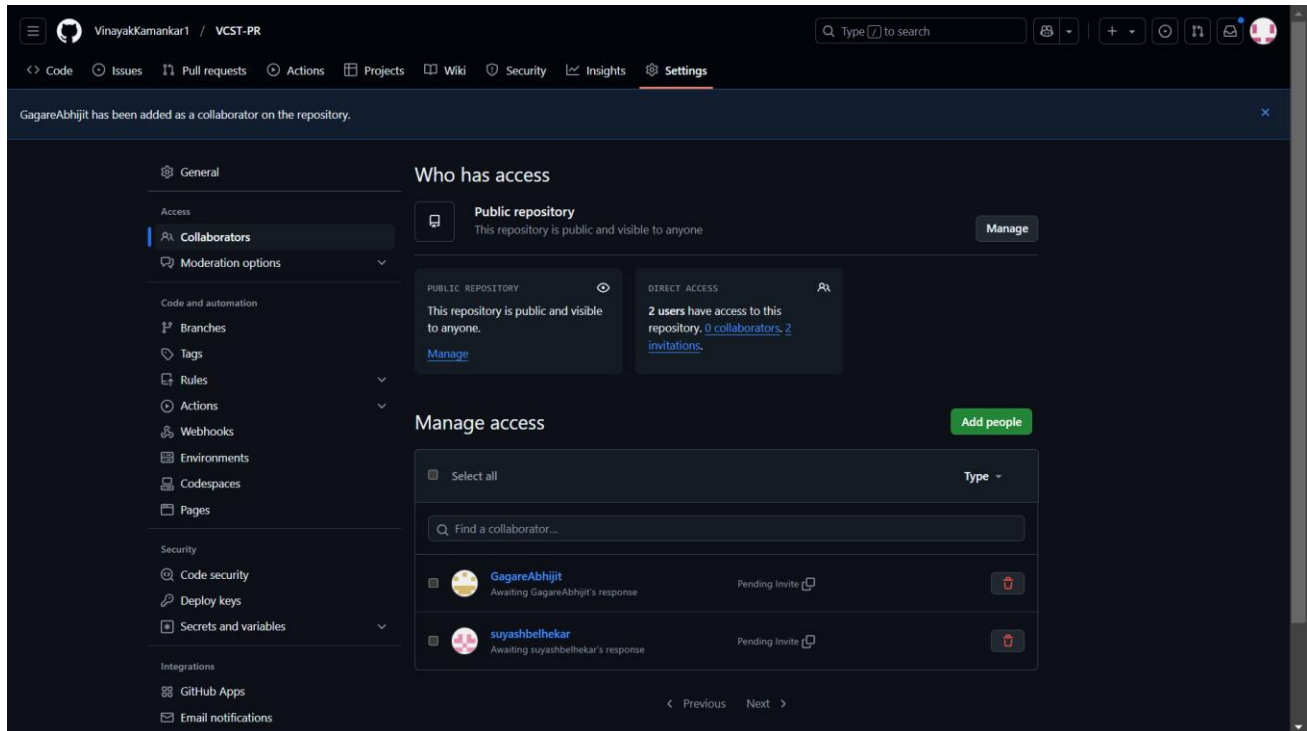 VinayakKamankar1 / VCST-PR
Type / to search
Code
Issues
Pull requests
Actions
Projects
Wiki
Security
Insights
Settings
GagareAbhijit has been added as a collaborator on the repository.
General
Access
Collaborators
Moderation options
Code and automation
Branches
Tags
Rules
Actions
Webhooks
Environments
Codespaces
Pages
Security
Code security
Deploy keys
Secrets and variables
Integrations
GitHub Apps
Email notifications
Who has access
Public repository
This repository is public and visible to anyone
Manage
PUBLIC REPOSITORY
This repository is public and visible
to anyone.
Manage
DIRECT ACCESS
2 users have access to this
repository. 0 collaborators. 2
invitations.
Manage access
Add people
Select all
Type
Find a collaborator...
GagareAbhijit
Awaiting GagareAbhijit's response
Pending Invite
suyashbelhekar
Awaiting suyashbelhekar's response
Pending Invite
Previous
Next